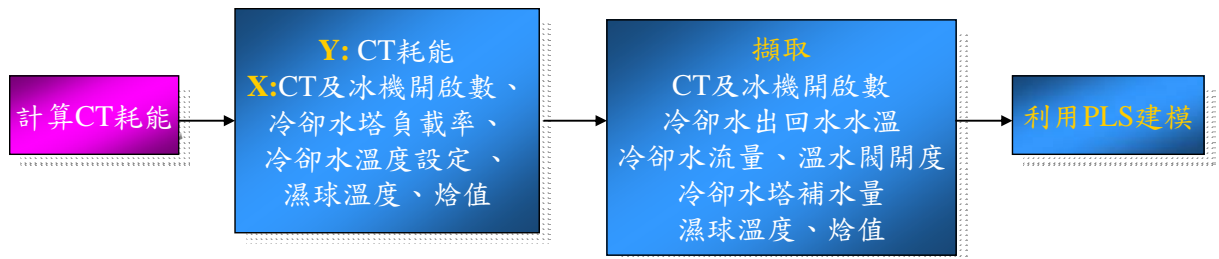 計算CT耗能
Y: CT耗能
X:CT及冰機開啟數、
冷卻水塔負載率、
冷卻水溫度設定 、
濕球溫度、焓值
擷取
CT及冰機開啟數
冷卻水出回水水溫
冷卻水流量、溫水閥開度
冷卻水塔補水量
濕球溫度、焓值
利用PLS建模